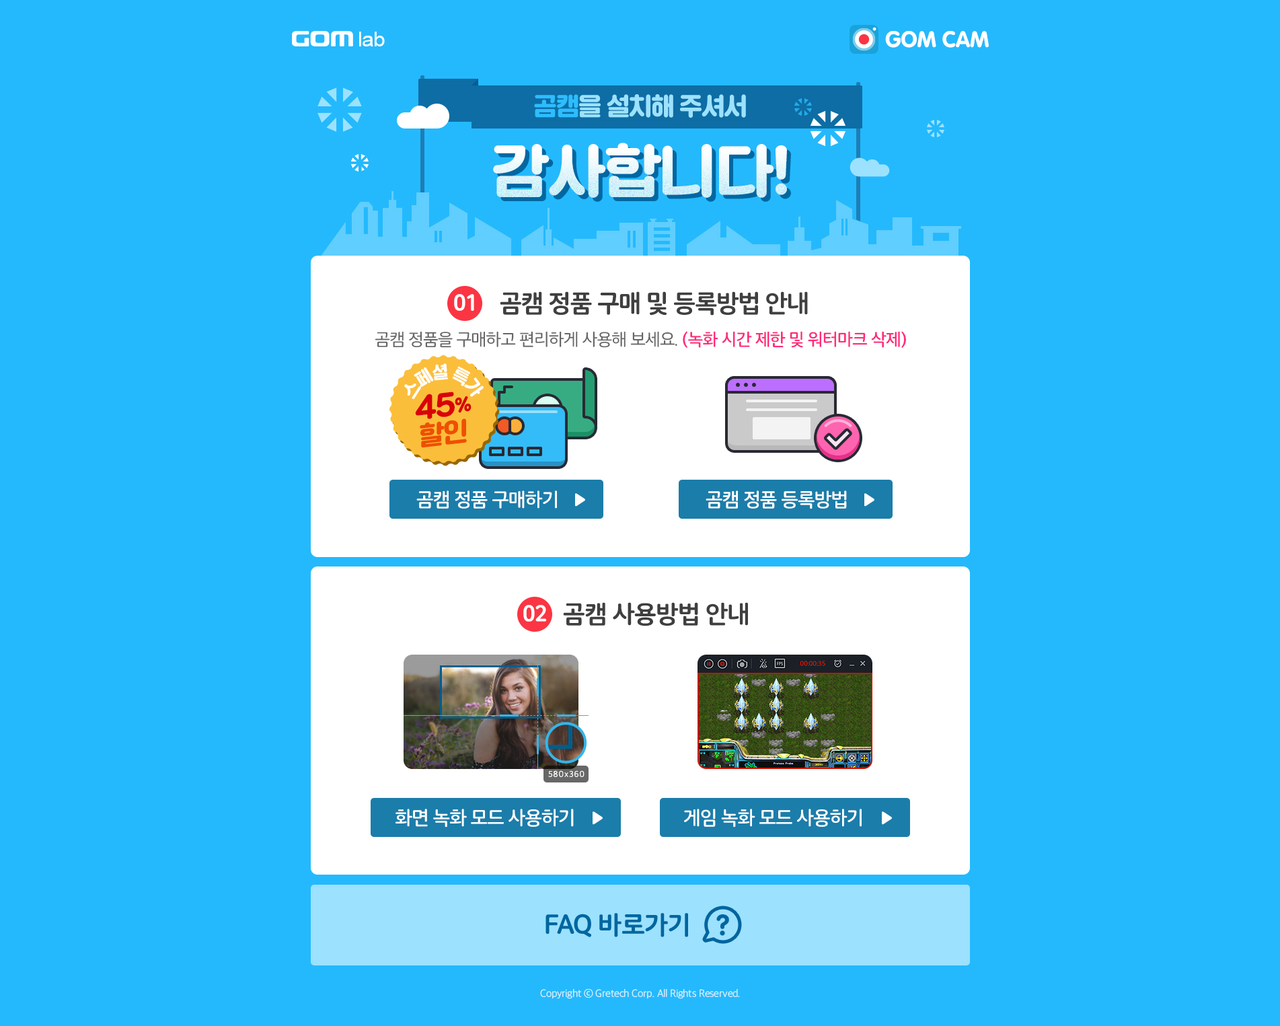 GOM lab
GOM CAM
곰캠을 설치해 주셔서
감사합니다!
01 곰캠 정품 구매 및 등록방법 안내
곰캠 정품을 구매하고 편리하게 사용해 보세요. (녹화 시간 제한 및 워터마크 삭제)
스페셜 특가
45%
할인
곰캠 정품 구매하기
곰캠 정품 등록방법
02 곰캠 사용방법 안내
FPS
00:00:35
580x360
화면 녹화 모드 사용하기
게임 녹화 모드 사용하기
FAQ 바로가기
Copyright ⓒ Gretech Corp. All Rights Reserved.